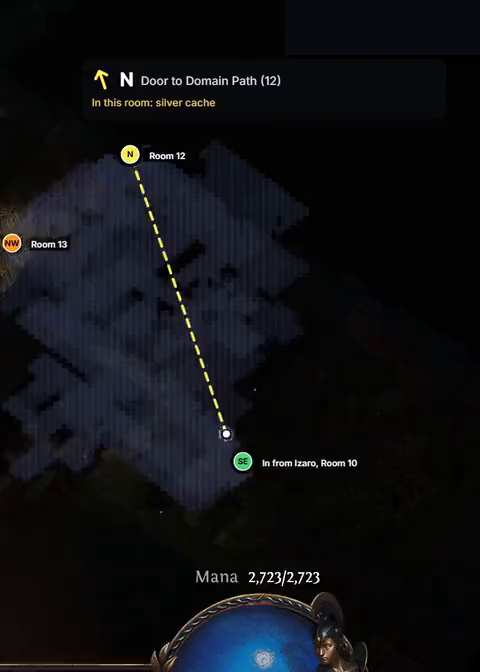 N Door to Domain Path (12)
In this room: silver cache
N Room 12
NW Room 13
SE In from Izaro, Room 10
Mana 2,723/2,723